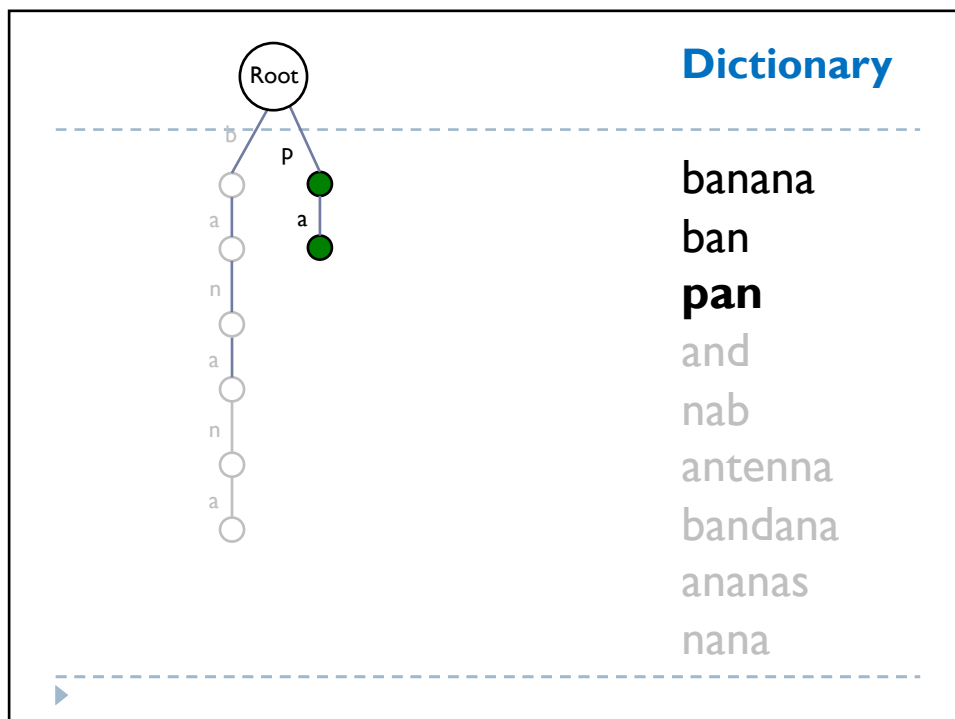 Root
Dictionary
b
P
a
a
n
a
n
a
banana
ban
pan
and
nab
antenna
bandana
ananas
nana